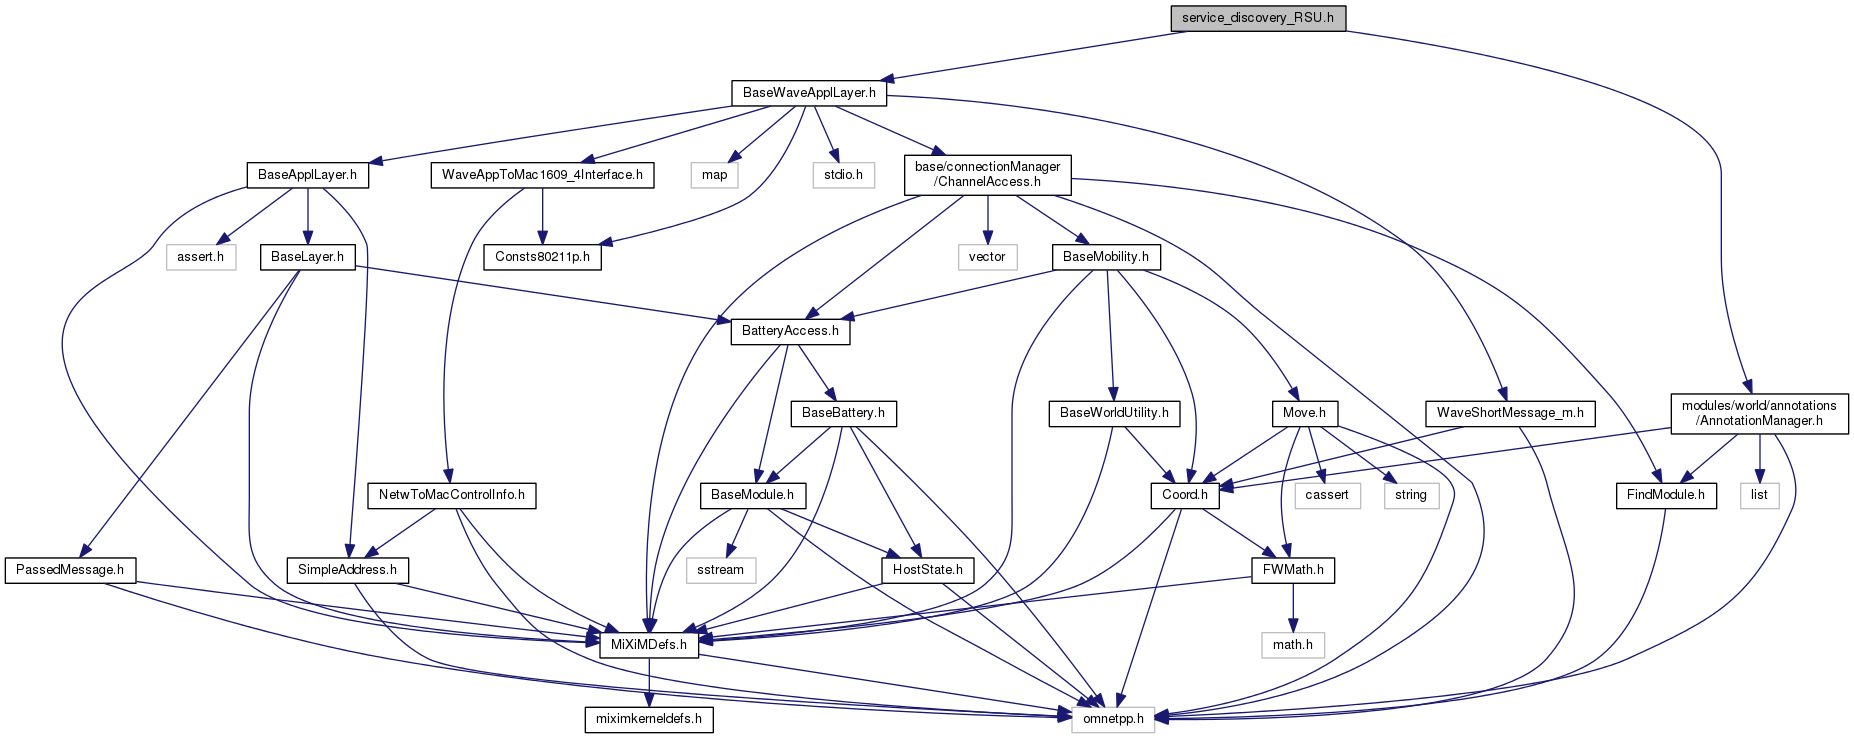 service_discovery_RSU.h
BaseWaveApplLayer.h
BaseApplLayer.h
WaveAppToMac1609_4Interface.h
map
stdio.h
base/connectionManager
/ChannelAccess.h
assert.h
BaseLayer.h
Consts80211p.h
vector
BaseMobility.h
BatteryAccess.h
BaseBattery.h
BaseWorldUtility.h
Move.h
WaveShortMessage_m.h
modules/world/annotations
/AnnotationManager.h
NetwToMacControlInfo.h
BaseModule.h
Coord.h
cassert
string
FindModule.h
list
PassedMessage.h
SimpleAddress.h
sstream
HostState.h
FWMath.h
MiXiMDefs.h
math.h
miximkerneldefs.h
omnetpp.h